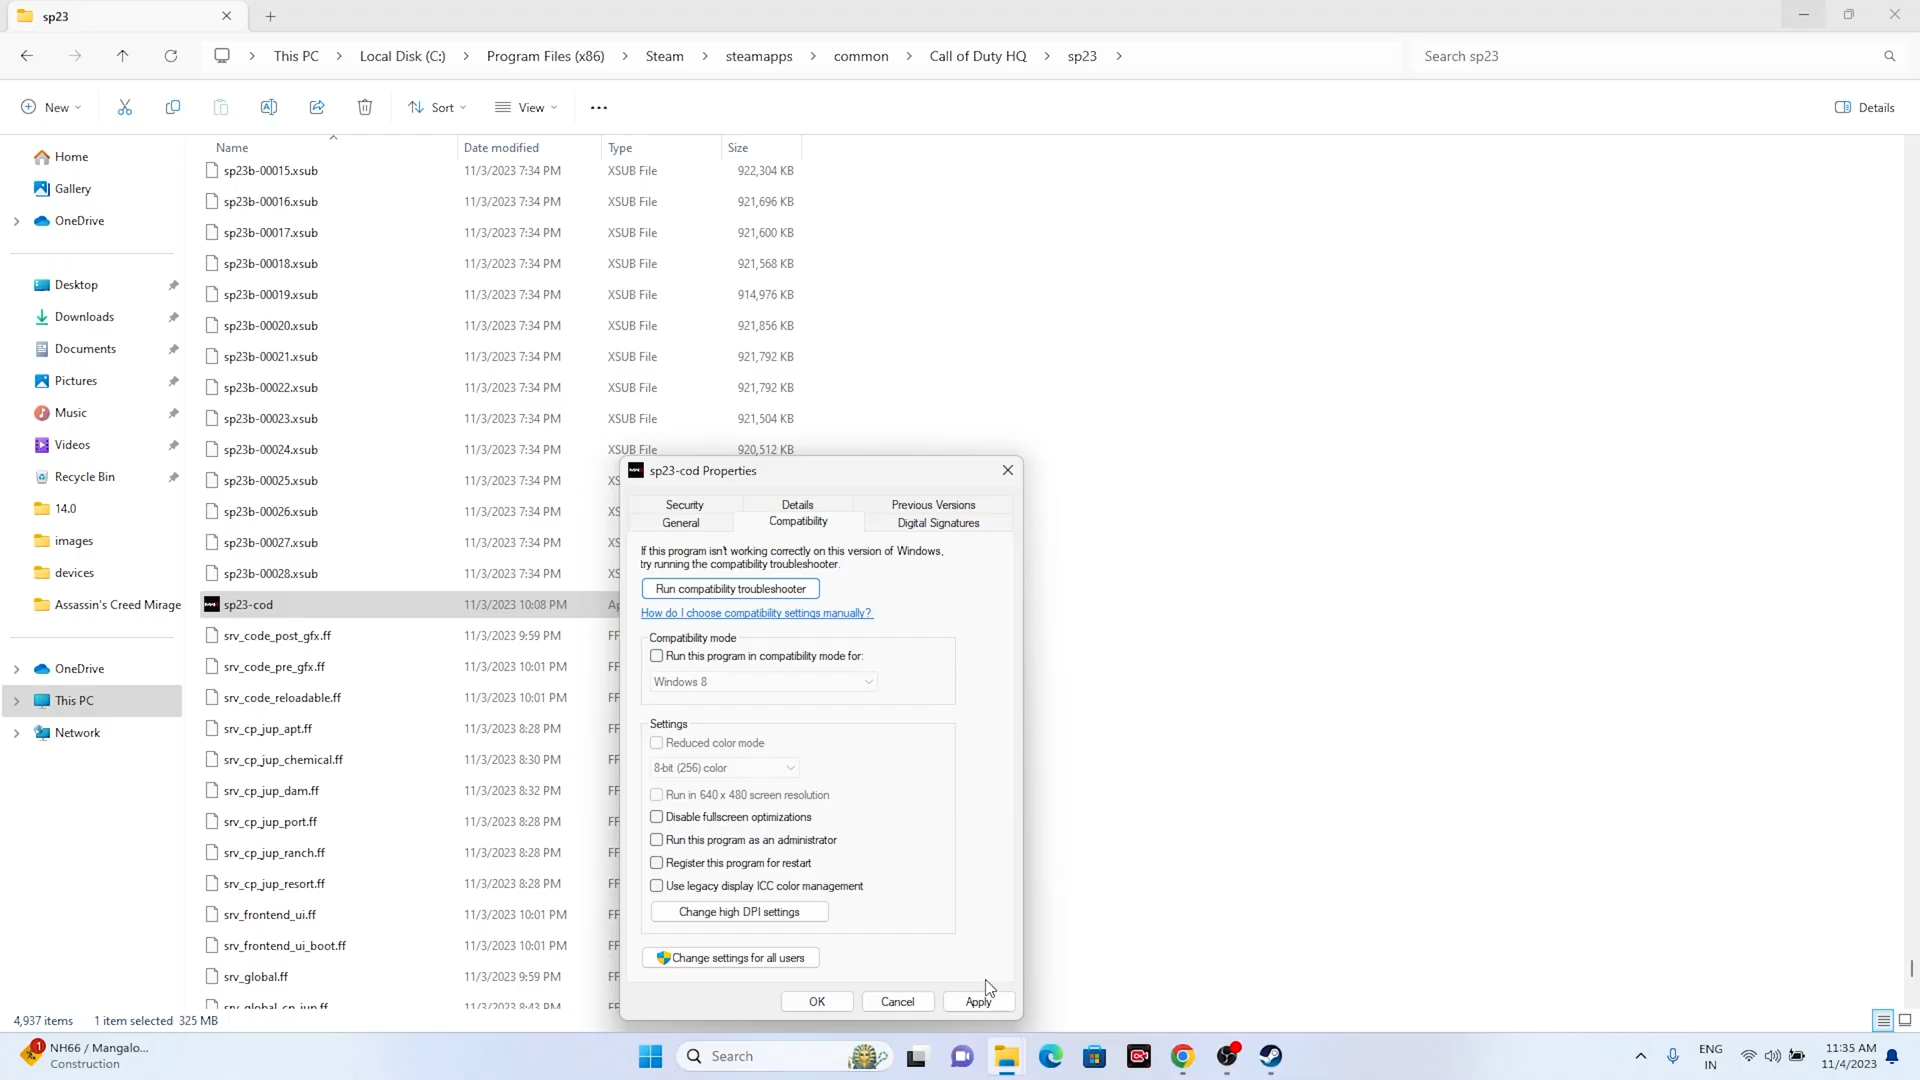 sp23
This PC > Local Disk (C:) > Program Files (x86) > Steam > steamapps > common > Call of Duty HQ > sp23 >
Search sp23
New
Sort
View
Details
Home
Gallery
OneDrive
Desktop
Downloads
Documents
Pictures
Music
Videos
Recycle Bin
14.0
images
devices
Assassin's Creed Mirage
OneDrive
This PC
Network
Name Date modified Type Size
sp23b-00015.xsub 11/3/2023 7:34 PM XSUB File 922,304 KB
sp23b-00016.xsub 11/3/2023 7:34 PM XSUB File 921,696 KB
sp23b-00017.xsub 11/3/2023 7:34 PM XSUB File 921,600 KB
sp23b-00018.xsub 11/3/2023 7:34 PM XSUB File 921,568 KB
sp23b-00019.xsub 11/3/2023 7:34 PM XSUB File 914,976 KB
sp23b-00020.xsub 11/3/2023 7:34 PM XSUB File 921,856 KB
sp23b-00021.xsub 11/3/2023 7:34 PM XSUB File 921,792 KB
sp23b-00022.xsub 11/3/2023 7:34 PM XSUB File 921,792 KB
sp23b-00023.xsub 11/3/2023 7:34 PM XSUB File 921,504 KB
sp23b-00024.xsub 11/3/2023 7:34 PM XSUB File 920,512 KB
sp23b-00025.xsub 11/3/2023 7:34 PM XS
sp23b-00026.xsub 11/3/2023 7:34 PM XS
sp23b-00027.xsub 11/3/2023 7:34 PM XS
sp23b-00028.xsub 11/3/2023 7:34 PM XS
sp23-cod 11/3/2023 10:08 PM Ap
srv_code_post_gfx.ff 11/3/2023 9:59 PM FF
srv_code_pre_gfx.ff 11/3/2023 10:01 PM FF
srv_code_reloadable.ff 11/3/2023 10:01 PM FF
srv_cp_jup_apt.ff 11/3/2023 8:28 PM FF
srv_cp_jup_chemical.ff 11/3/2023 8:30 PM FF
srv_cp_jup_dam.ff 11/3/2023 8:32 PM FF
srv_cp_jup_port.ff 11/3/2023 8:28 PM FF
srv_cp_jup_ranch.ff 11/3/2023 8:28 PM FF
srv_cp_jup_resort.ff 11/3/2023 8:28 PM FF
srv_frontend_ui.ff 11/3/2023 10:01 PM FF
srv_frontend_ui_boot.ff 11/3/2023 10:01 PM FF
srv_global.ff 11/3/2023 9:59 PM FF
srv_global_cp_jup.ff 11/3/2023 8:43 PM FF
sp23-cod Properties
Security Details Previous Versions
General Compatibility Digital Signatures
If this program isn't working correctly on this version of Windows,
try running the compatibility troubleshooter.
Run compatibility troubleshooter
How do I choose compatibility settings manually?
Compatibility mode
Run this program in compatibility mode for:
Windows 8
Settings
Reduced color mode
8-bit (256) color
Run in 640 x 480 screen resolution
Disable fullscreen optimizations
Run this program as an administrator
Register this program for restart
Use legacy display ICC color management
Change high DPI settings
Change settings for all users
OK Cancel Apply
4,937 items 1 item selected 325 MB
1
NH66 / Mangalo...
Construction
Search
ENG
IN
11:35 AM
11/4/2023